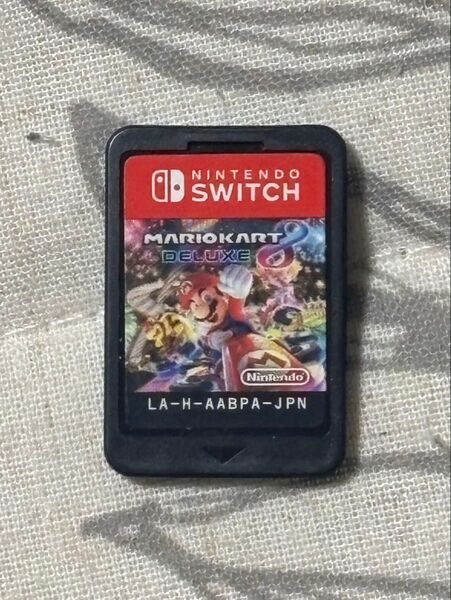 NINTENDO
SWITCH
MARIOKART 8
DELUXE
Nintendo
LA-H-AABPA-JPN